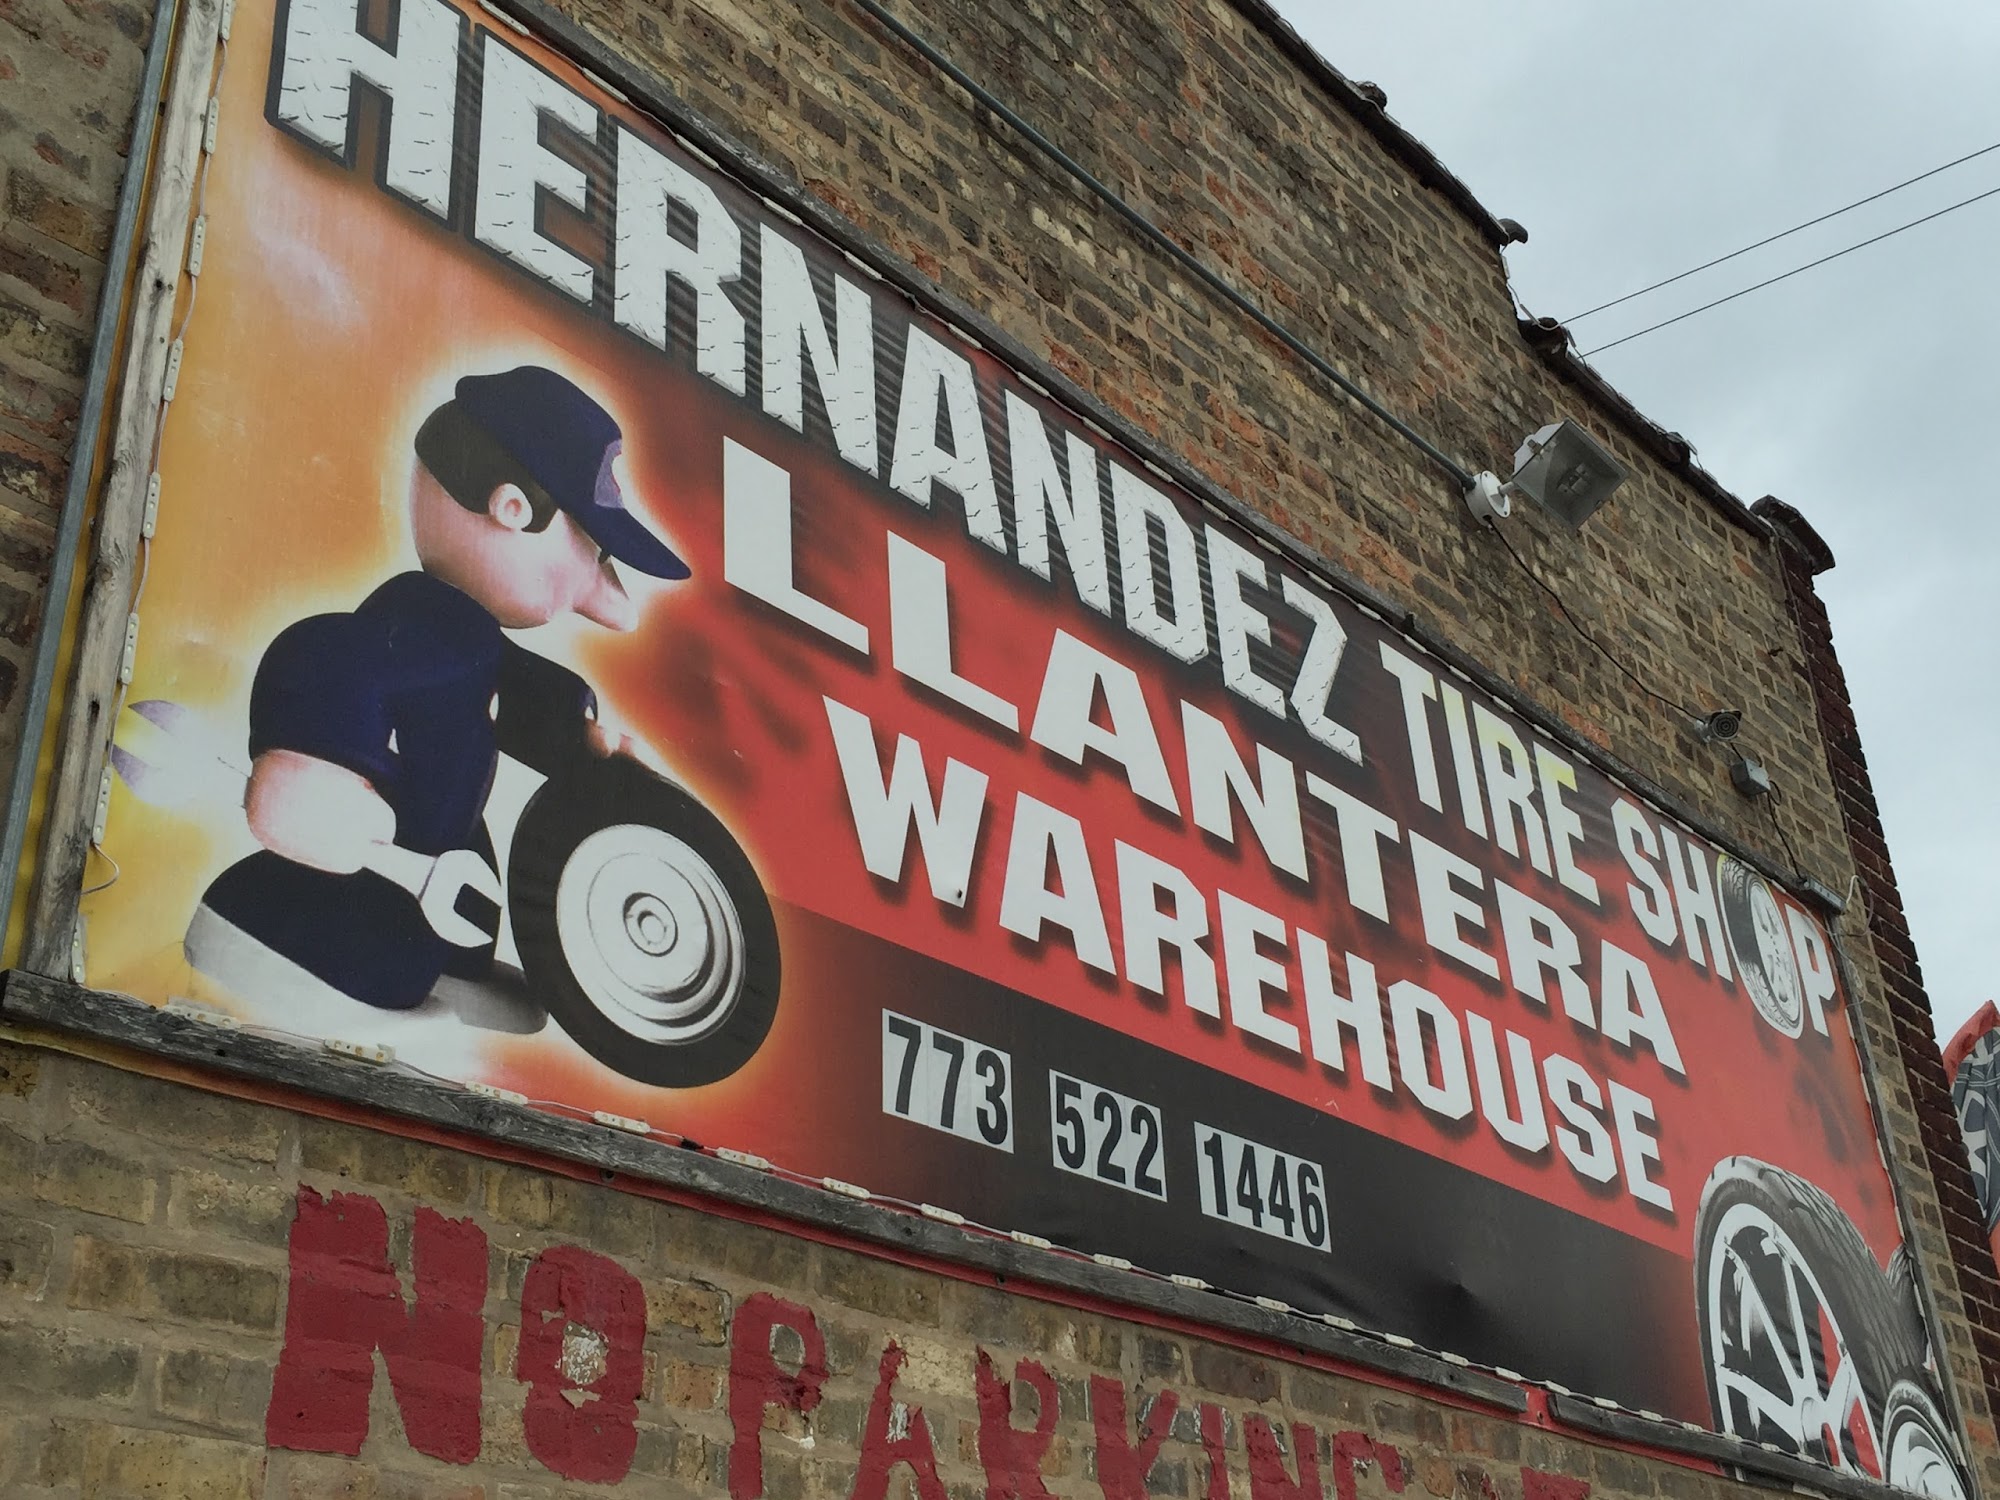 HERNANDEZ TIRE SHOP
LLANTERA
WAREHOUSE
773 522 1446
NO PARKING